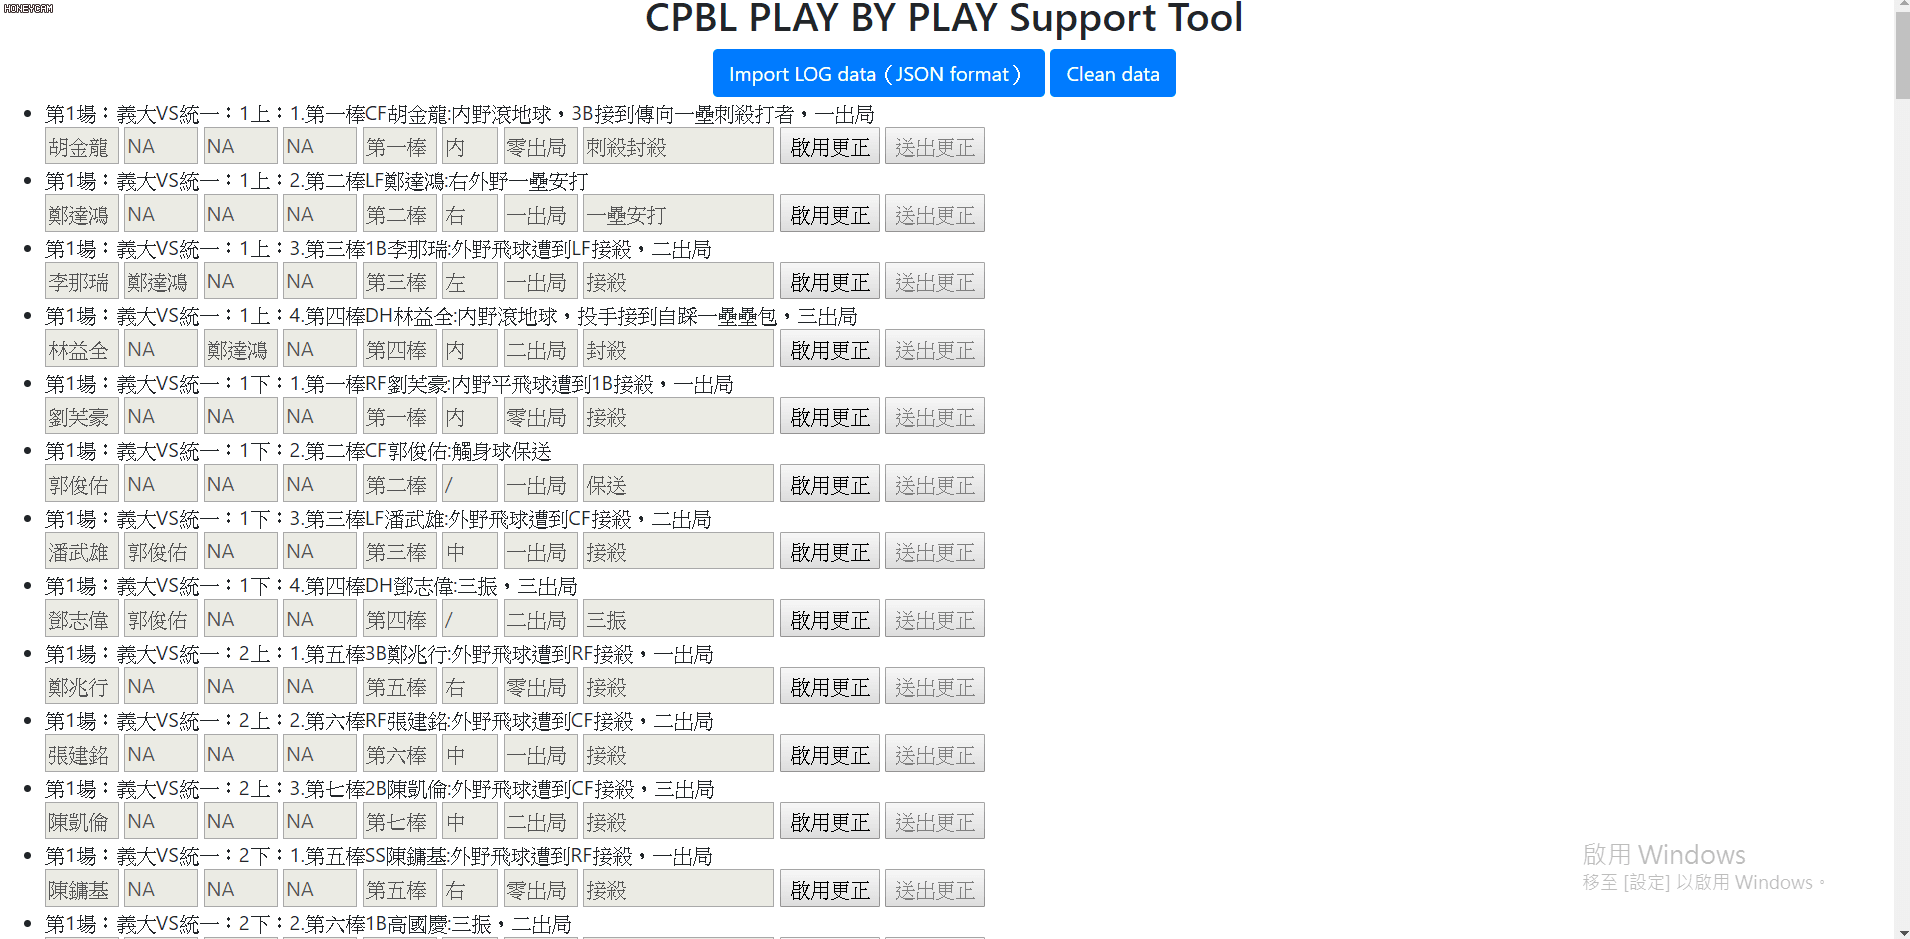 HONEYCAM
CPBL PLAY BY PLAY Support Tool
Import LOG data（JSON format） Clean data
第1場：義大VS統一：1上：1.第一棒CF胡金龍:內野滾地球，3B接到傳向一壘刺殺打者，一出局
胡金龍 NA NA NA 第一棒 內 零出局 刺殺封殺 啟用更正 送出更正
第1場：義大VS統一：1上：2.第二棒LF鄭達鴻:右外野一壘安打
鄭達鴻 NA NA NA 第二棒 右 一出局 一壘安打 啟用更正 送出更正
第1場：義大VS統一：1上：3.第三棒1B李那瑞:外野飛球遭到LF接殺，二出局
李那瑞 鄭達鴻 NA NA 第三棒 左 一出局 接殺 啟用更正 送出更正
第1場：義大VS統一：1上：4.第四棒DH林益全:內野滾地球，投手接到自踩一壘壘包，三出局
林益全 NA 鄭達鴻 NA 第四棒 內 二出局 封殺 啟用更正 送出更正
第1場：義大VS統一：1下：1.第一棒RF劉芙豪:內野平飛球遭到1B接殺，一出局
劉芙豪 NA NA NA 第一棒 內 零出局 接殺 啟用更正 送出更正
第1場：義大VS統一：1下：2.第二棒CF郭俊佑:觸身球保送
郭俊佑 NA NA NA 第二棒 / 一出局 保送 啟用更正 送出更正
第1場：義大VS統一：1下：3.第三棒LF潘武雄:外野飛球遭到CF接殺，二出局
潘武雄 郭俊佑 NA NA 第三棒 中 一出局 接殺 啟用更正 送出更正
第1場：義大VS統一：1下：4.第四棒DH鄧志偉:三振，三出局
鄧志偉 郭俊佑 NA NA 第四棒 / 二出局 三振 啟用更正 送出更正
第1場：義大VS統一：2上：1.第五棒3B鄭兆行:外野飛球遭到RF接殺，一出局
鄭兆行 NA NA NA 第五棒 右 零出局 接殺 啟用更正 送出更正
第1場：義大VS統一：2上：2.第六棒RF張建銘:外野飛球遭到CF接殺，二出局
張建銘 NA NA NA 第六棒 中 一出局 接殺 啟用更正 送出更正
第1場：義大VS統一：2上：3.第七棒2B陳凱倫:外野飛球遭到CF接殺，三出局
陳凱倫 NA NA NA 第七棒 中 二出局 接殺 啟用更正 送出更正
第1場：義大VS統一：2下：1.第五棒SS陳鏞基:外野飛球遭到RF接殺，一出局
陳鏞基 NA NA NA 第五棒 右 零出局 接殺 啟用更正 送出更正
第1場：義大VS統一：2下：2.第六棒1B高國慶:三振，二出局
啟用 Windows
移至 [設定] 以啟用 Windows。